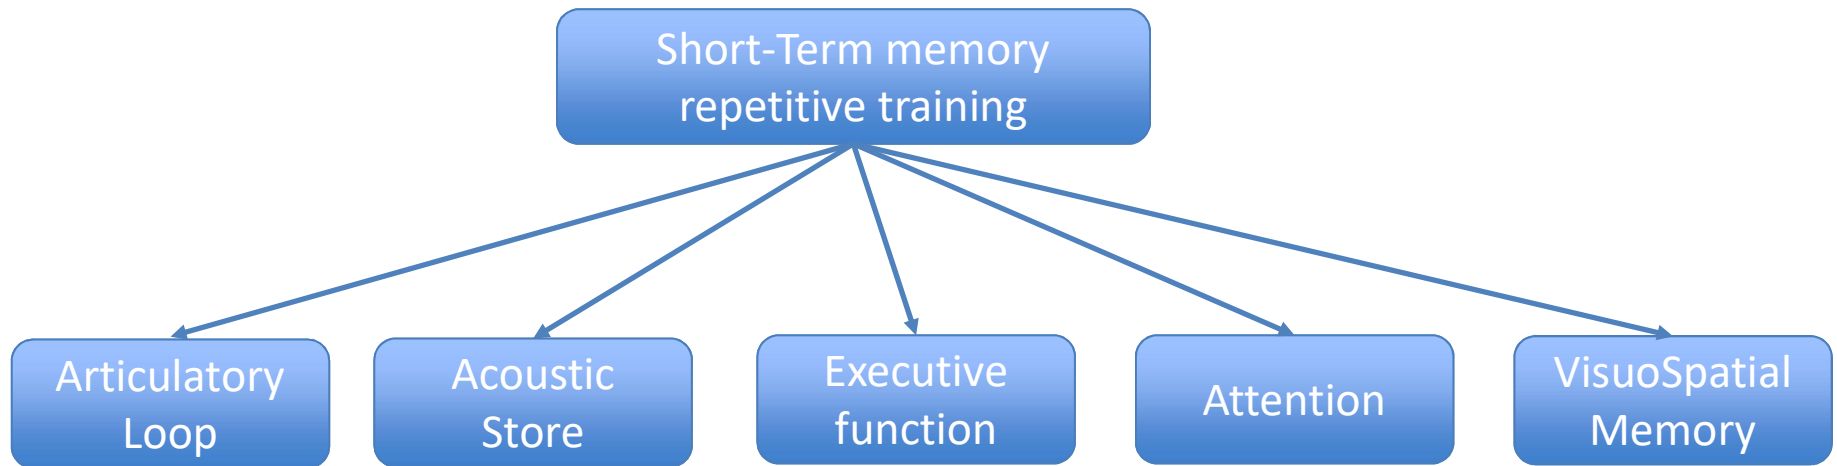 Short-Term memory
repetitive training
Articulatory
Loop
Acoustic
Store
Executive
function
Attention
VisuoSpatial
Memory